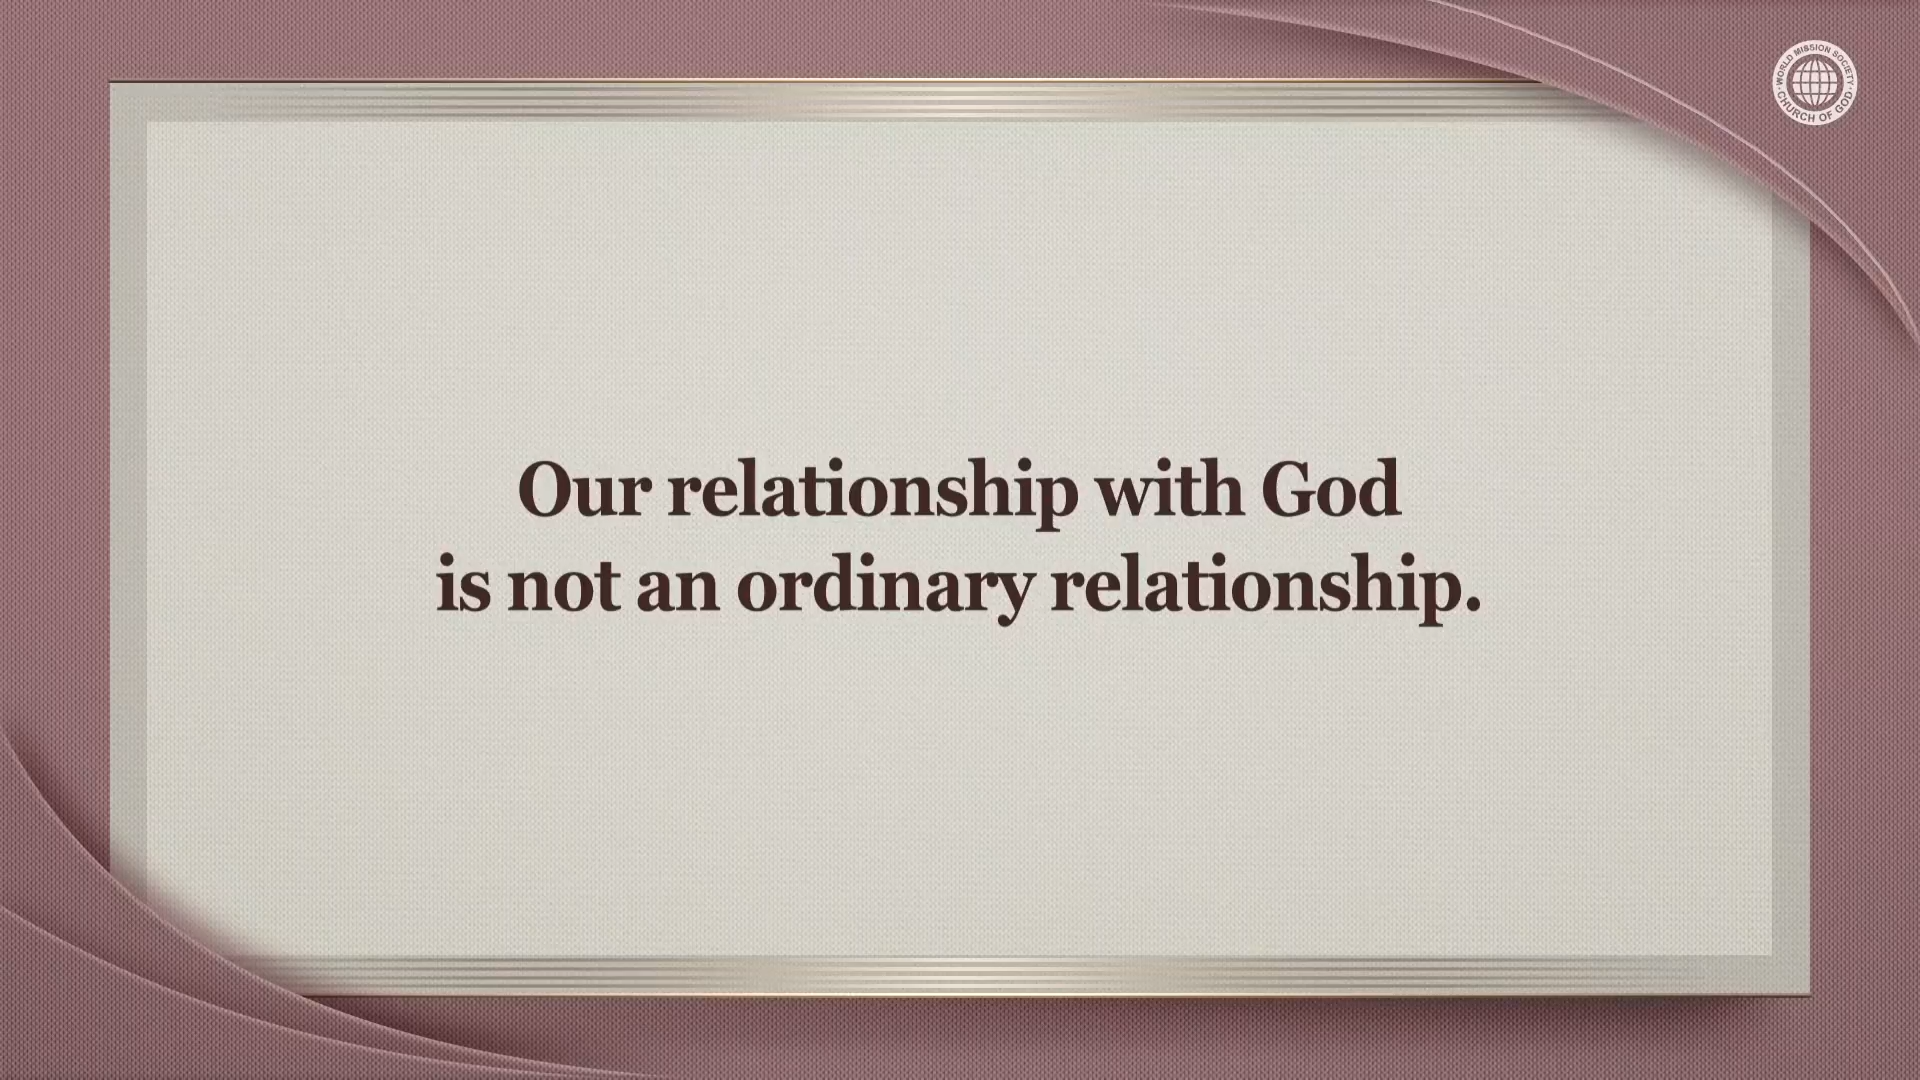 WORLD MISSION SOCIETY
CHURCH OF GOD
Our relationship with God
is not an ordinary relationship.